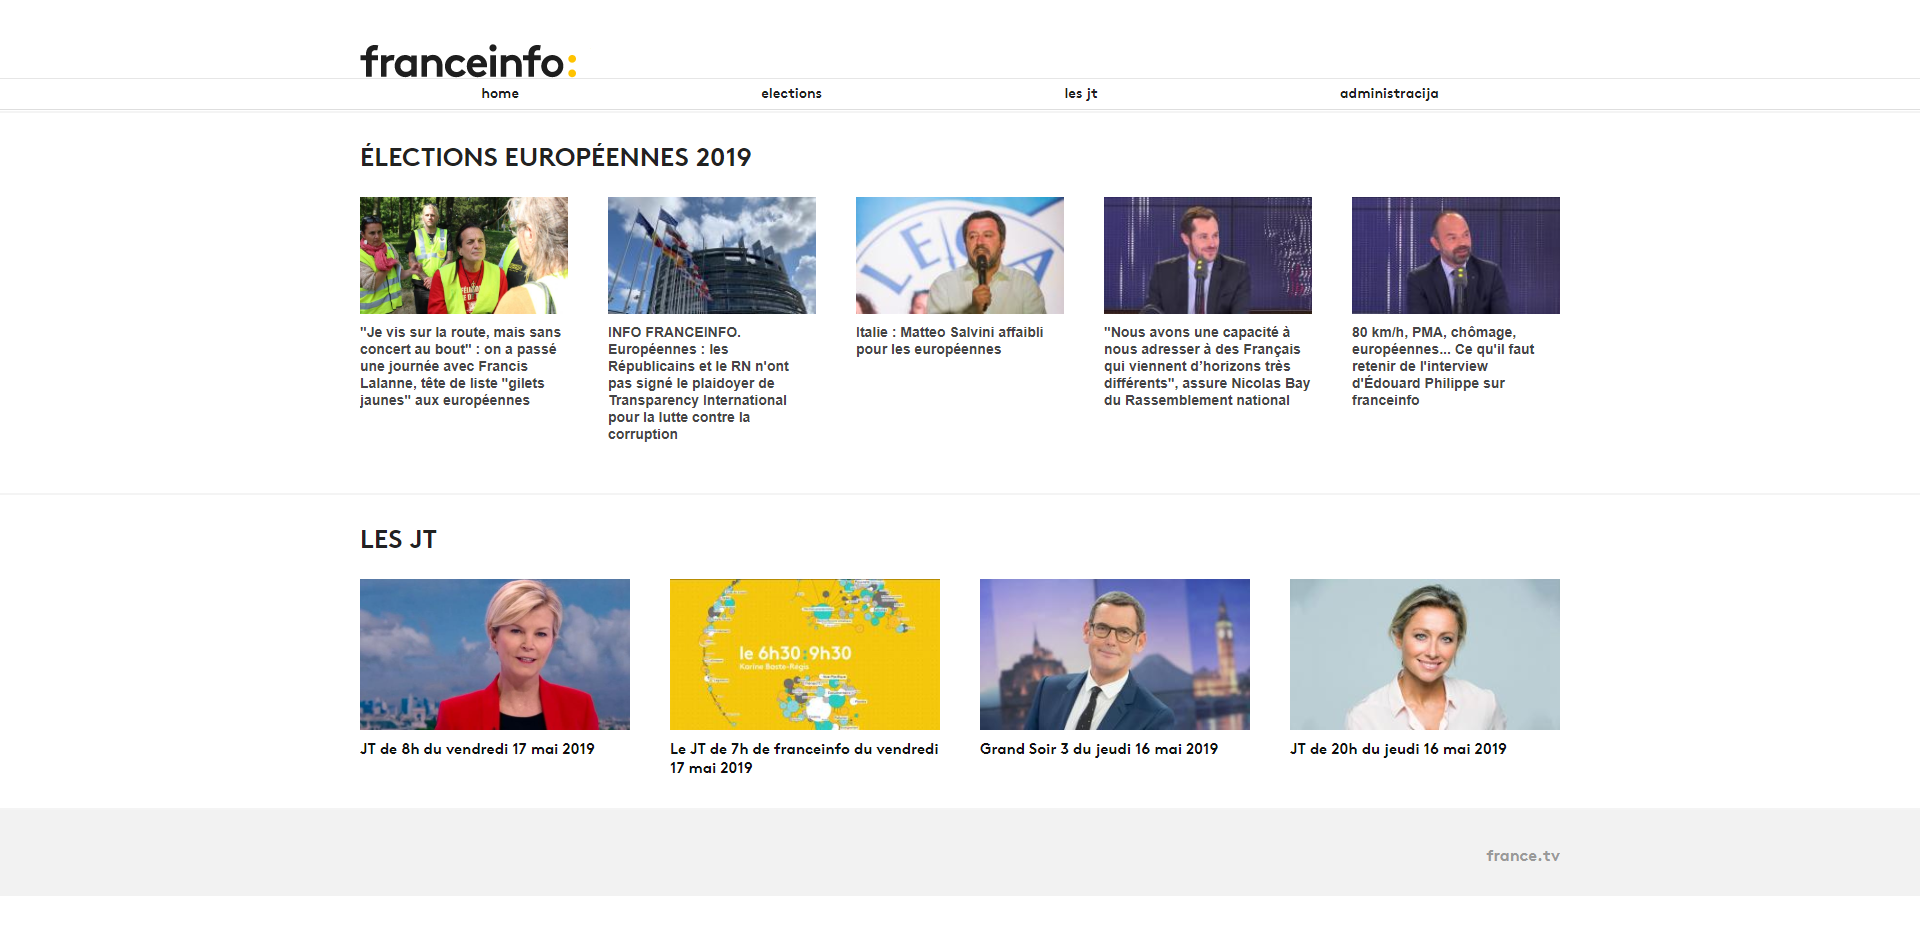 franceinfo:
home elections les jt administracija
ÉLECTIONS EUROPÉENNES 2019
LEGA
"Je vis sur la route, mais sans
concert au bout" : on a passé
une journée avec Francis
Lalanne, tête de liste "gilets
jaunes" aux européennes
INFO FRANCEINFO.
Européennes : les
Républicains et le RN n'ont
pas signé le plaidoyer de
Transparency International
pour la lutte contre la
corruption
Italie : Matteo Salvini affaibli
pour les européennes
"Nous avons une capacité à
nous adresser à des Français
qui viennent d’horizons très
différents", assure Nicolas Bay
du Rassemblement national
80 km/h, PMA, chômage,
européennes... Ce qu'il faut
retenir de l'interview
d'Édouard Philippe sur
franceinfo
LES JT
le 6h30:9h30
Karine Baste-Régis
JT de 8h du vendredi 17 mai 2019
Le JT de 7h de franceinfo du vendredi
17 mai 2019
Grand Soir 3 du jeudi 16 mai 2019
JT de 20h du jeudi 16 mai 2019
france.tv